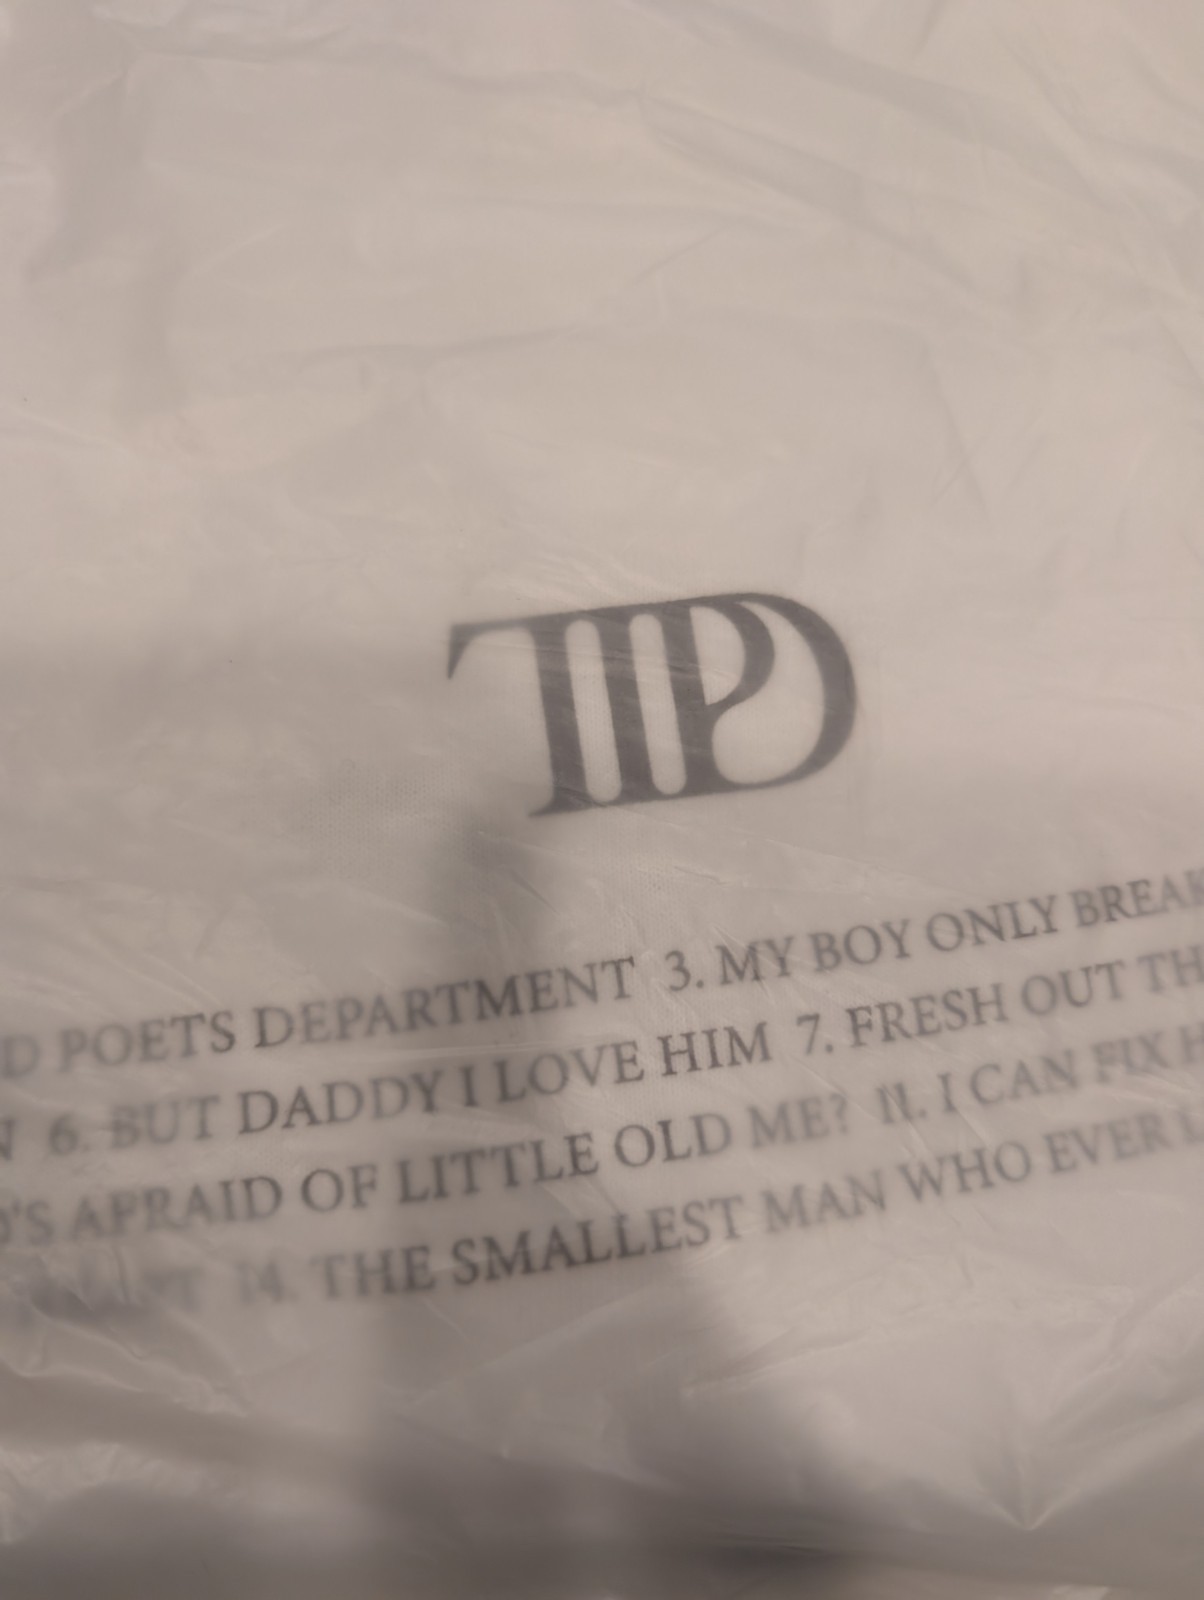 TTPD
D POETS DEPARTMENT 3. MY BOY ONLY BREAK
N 6. BUT DADDY I LOVE HIM 7. FRESH OUT TH
O'S AFRAID OF LITTLE OLD ME? 11. I CAN FIX H
14. THE SMALLEST MAN WHO EVER L